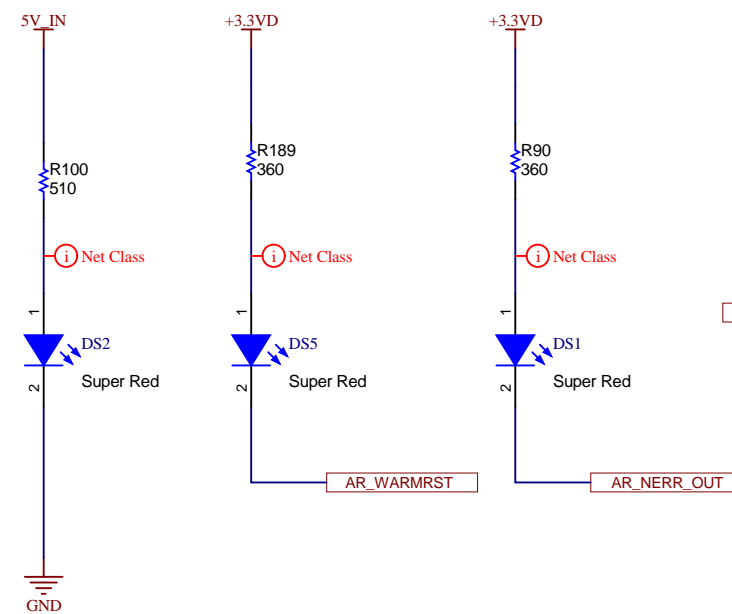 5V_IN
R100
510
i Net Class
1
DS2
2
Super Red
GND
+3.3VD
R189
360
i Net Class
1
DS5
2
Super Red
AR_WARMRST
+3.3VD
R90
360
i Net Class
1
DS1
2
Super Red
AR_NERR_OUT